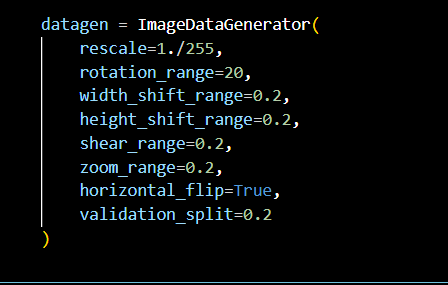 datagen = ImageDataGenerator(
    rescale=1./255,
    rotation_range=20,
    width_shift_range=0.2,
    height_shift_range=0.2,
    shear_range=0.2,
    zoom_range=0.2,
    horizontal_flip=True,
    validation_split=0.2
)